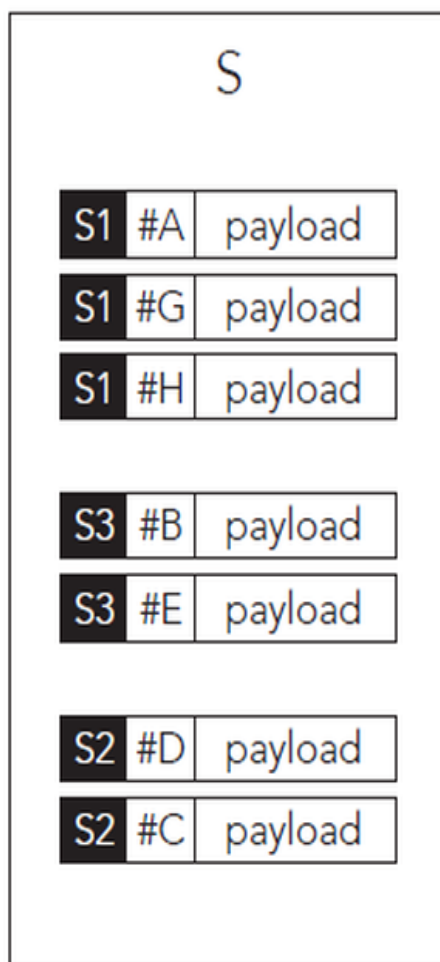 S
S1 #A payload
S1 #G payload
S1 #H payload
S3 #B payload
S3 #E payload
S2 #D payload
S2 #C payload